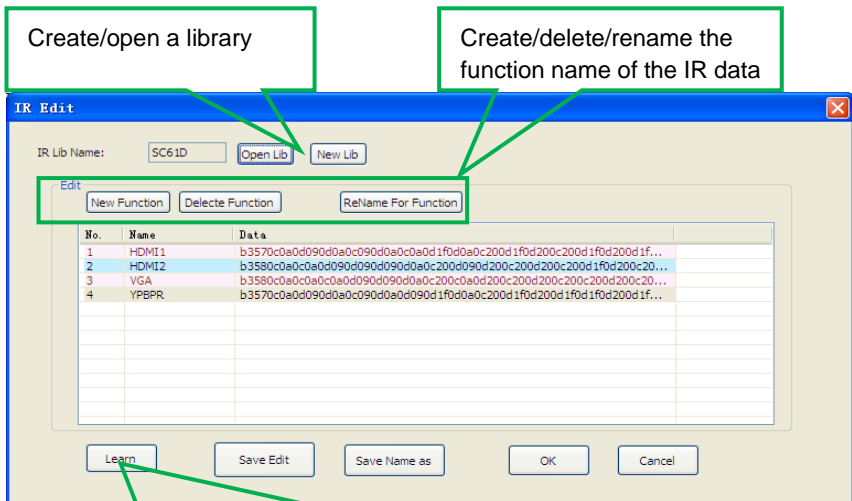 Create/open a library
Create/delete/rename the
function name of the IR data
IR Edit
IR Lib Name: SC61D Open Lib New Lib
Edit
New Function Delecte Function ReName For Function
No. Name Data
1 HDMI1 b3570c0a0d090d0a0c090d0a0c0a0d1f0d0a0c200d1f0d200c200d1f0d200d1f...
2 HDMI2 b3580c0a0c0a0d090d090d090d0a0c200d090d200c200d200c200d1f0d200c20...
3 VGA b3580c0a0c0a0c0a0d090d0a0c200c0a0d200c200d200c200c200d200c20...
4 YPBPR b3570c0a0d090d0a0c090d0a0d090d1f0d0a0c200d1f0d200d1f0d1f0d200d1f...
Learn Save Edit Save Name as OK Cancel